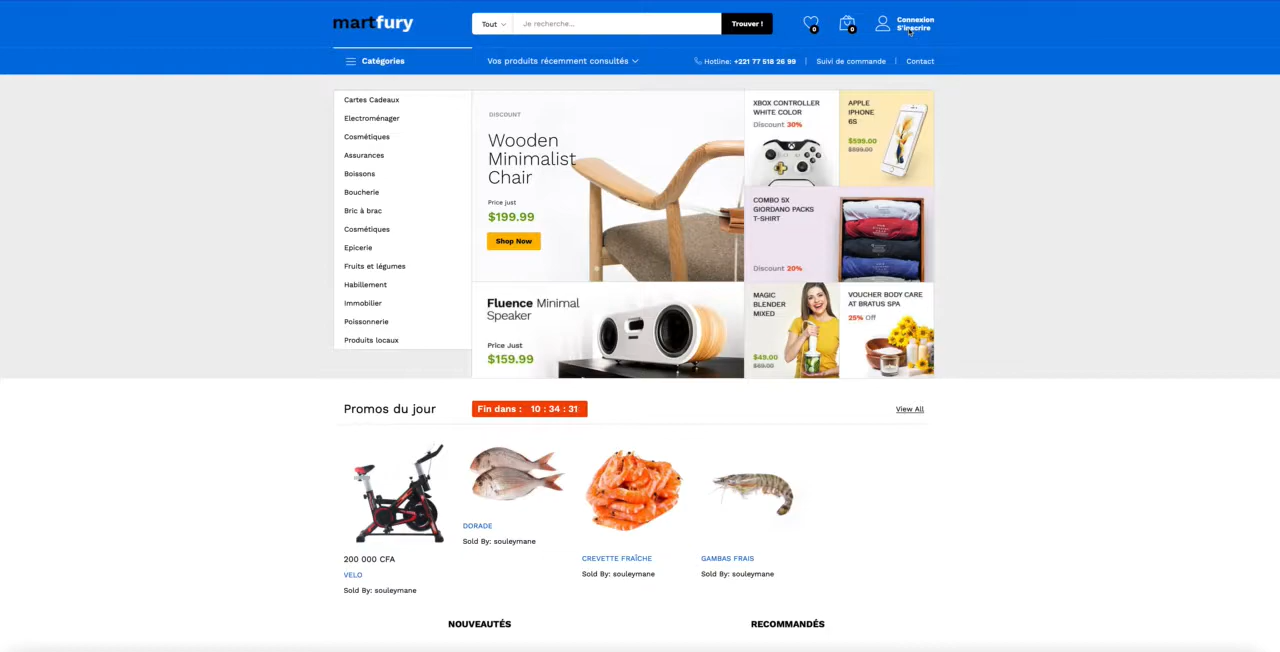 martfury
Tout
Je recherche...
Trouver !
0
0
Connexion
S'inscrire
Catégories
Vos produits récemment consultés
Hotline: +221 77 518 26 99
Suivi de commande
Contact
Cartes Cadeaux
Electroménager
Cosmétiques
Assurances
Boissons
Boucherie
Bric à brac
Cosmétiques
Epicerie
Fruits et légumes
Habillement
Immobilier
Poissonnerie
Produits locaux
DISCOUNT
Wooden
Minimalist
Chair
Price just
$199.99
Shop Now
XBOX CONTROLLER
WHITE COLOR
Discount 30%
APPLE
IPHONE
6S
$599.00
$899.00
COMBO 5X
GIORDANO PACKS
T-SHIRT
Discount 20%
Fluence Minimal
Speaker
Price Just
$159.99
MAGIC
BLENDER
MIXED
$49.00
$69.00
VOUCHER BODY CARE
AT BRATUS SPA
25% Off
Promos du jour
Fin dans : 10 : 34 : 31
View All
200 000 CFA
VELO
Sold By: souleymane
DORADE
Sold By: souleymane
CREVETTE FRAÎCHE
Sold By: souleymane
GAMBAS FRAIS
Sold By: souleymane
NOUVEAUTÉS
RECOMMANDÉS